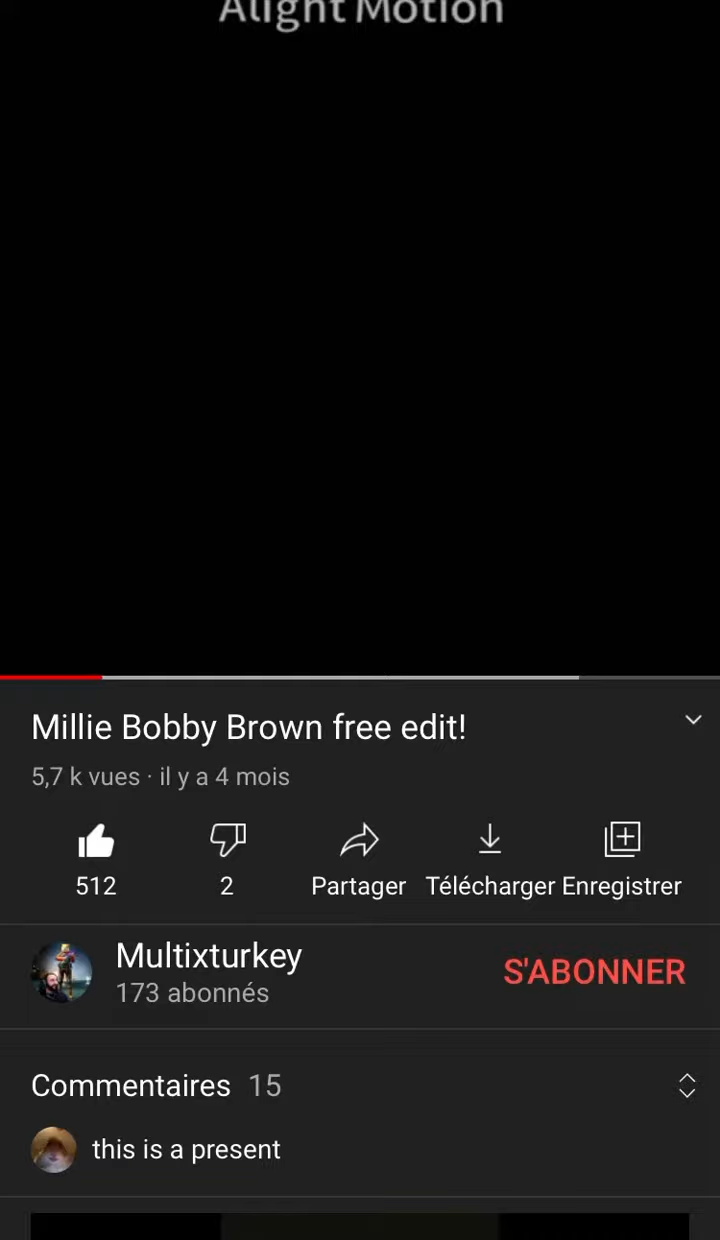 Alight Motion
Millie Bobby Brown free edit!
5,7 k vues · il y a 4 mois
512
2
Partager
Télécharger
Enregistrer
Multixturkey
173 abonnés
S'ABONNER
Commentaires 15
this is a present